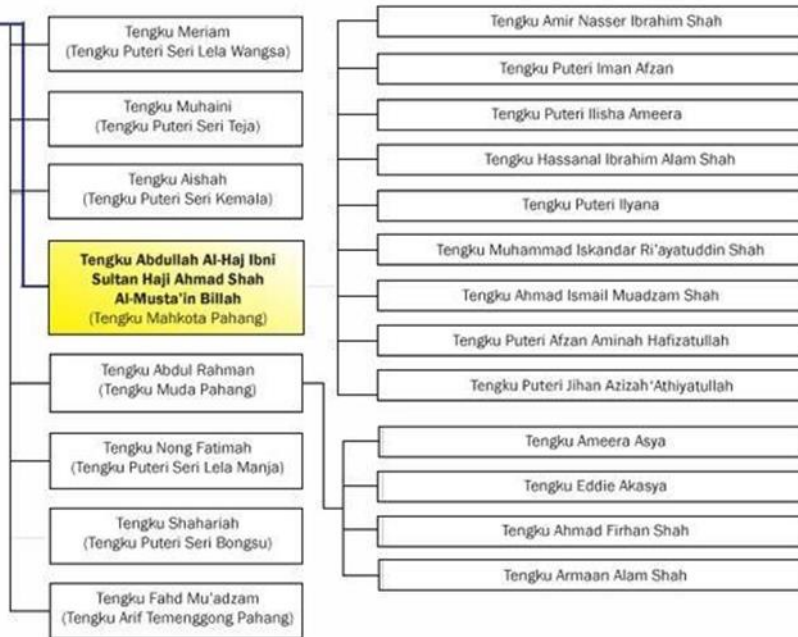 Tengku Meriam
(Tengku Puteri Seri Lela Wangsa)
Tengku Muhaini
(Tengku Puteri Seri Teja)
Tengku Aishah
(Tengku Puteri Seri Kemala)
Tengku Abdullah Al-Haj Ibni
Sultan Haji Ahmad Shah
Al-Musta'in Billah
(Tengku Mahkota Pahang)
Tengku Abdul Rahman
(Tengku Muda Pahang)
Tengku Nong Fatimah
(Tengku Puteri Seri Lela Manja)
Tengku Shahariah
(Tengku Puteri Seri Bongsu)
Tengku Fahd Mu'adzam
(Tengku Arif Temenggong Pahang)
Tengku Amir Nasser Ibrahim Shah
Tengku Puteri Iman Afzan
Tengku Puteri Ilisha Ameera
Tengku Hassanal Ibrahim Alam Shah
Tengku Puteri Ilyana
Tengku Muhammad Iskandar Ri'ayatuddin Shah
Tengku Ahmad Ismail Muadzam Shah
Tengku Puteri Afzan Aminah Hafizatullah
Tengku Puteri Jihan Azizah 'Athiyatullah
Tengku Ameera Asya
Tengku Eddie Akasya
Tengku Ahmad Firhan Shah
Tengku Armaan Alam Shah